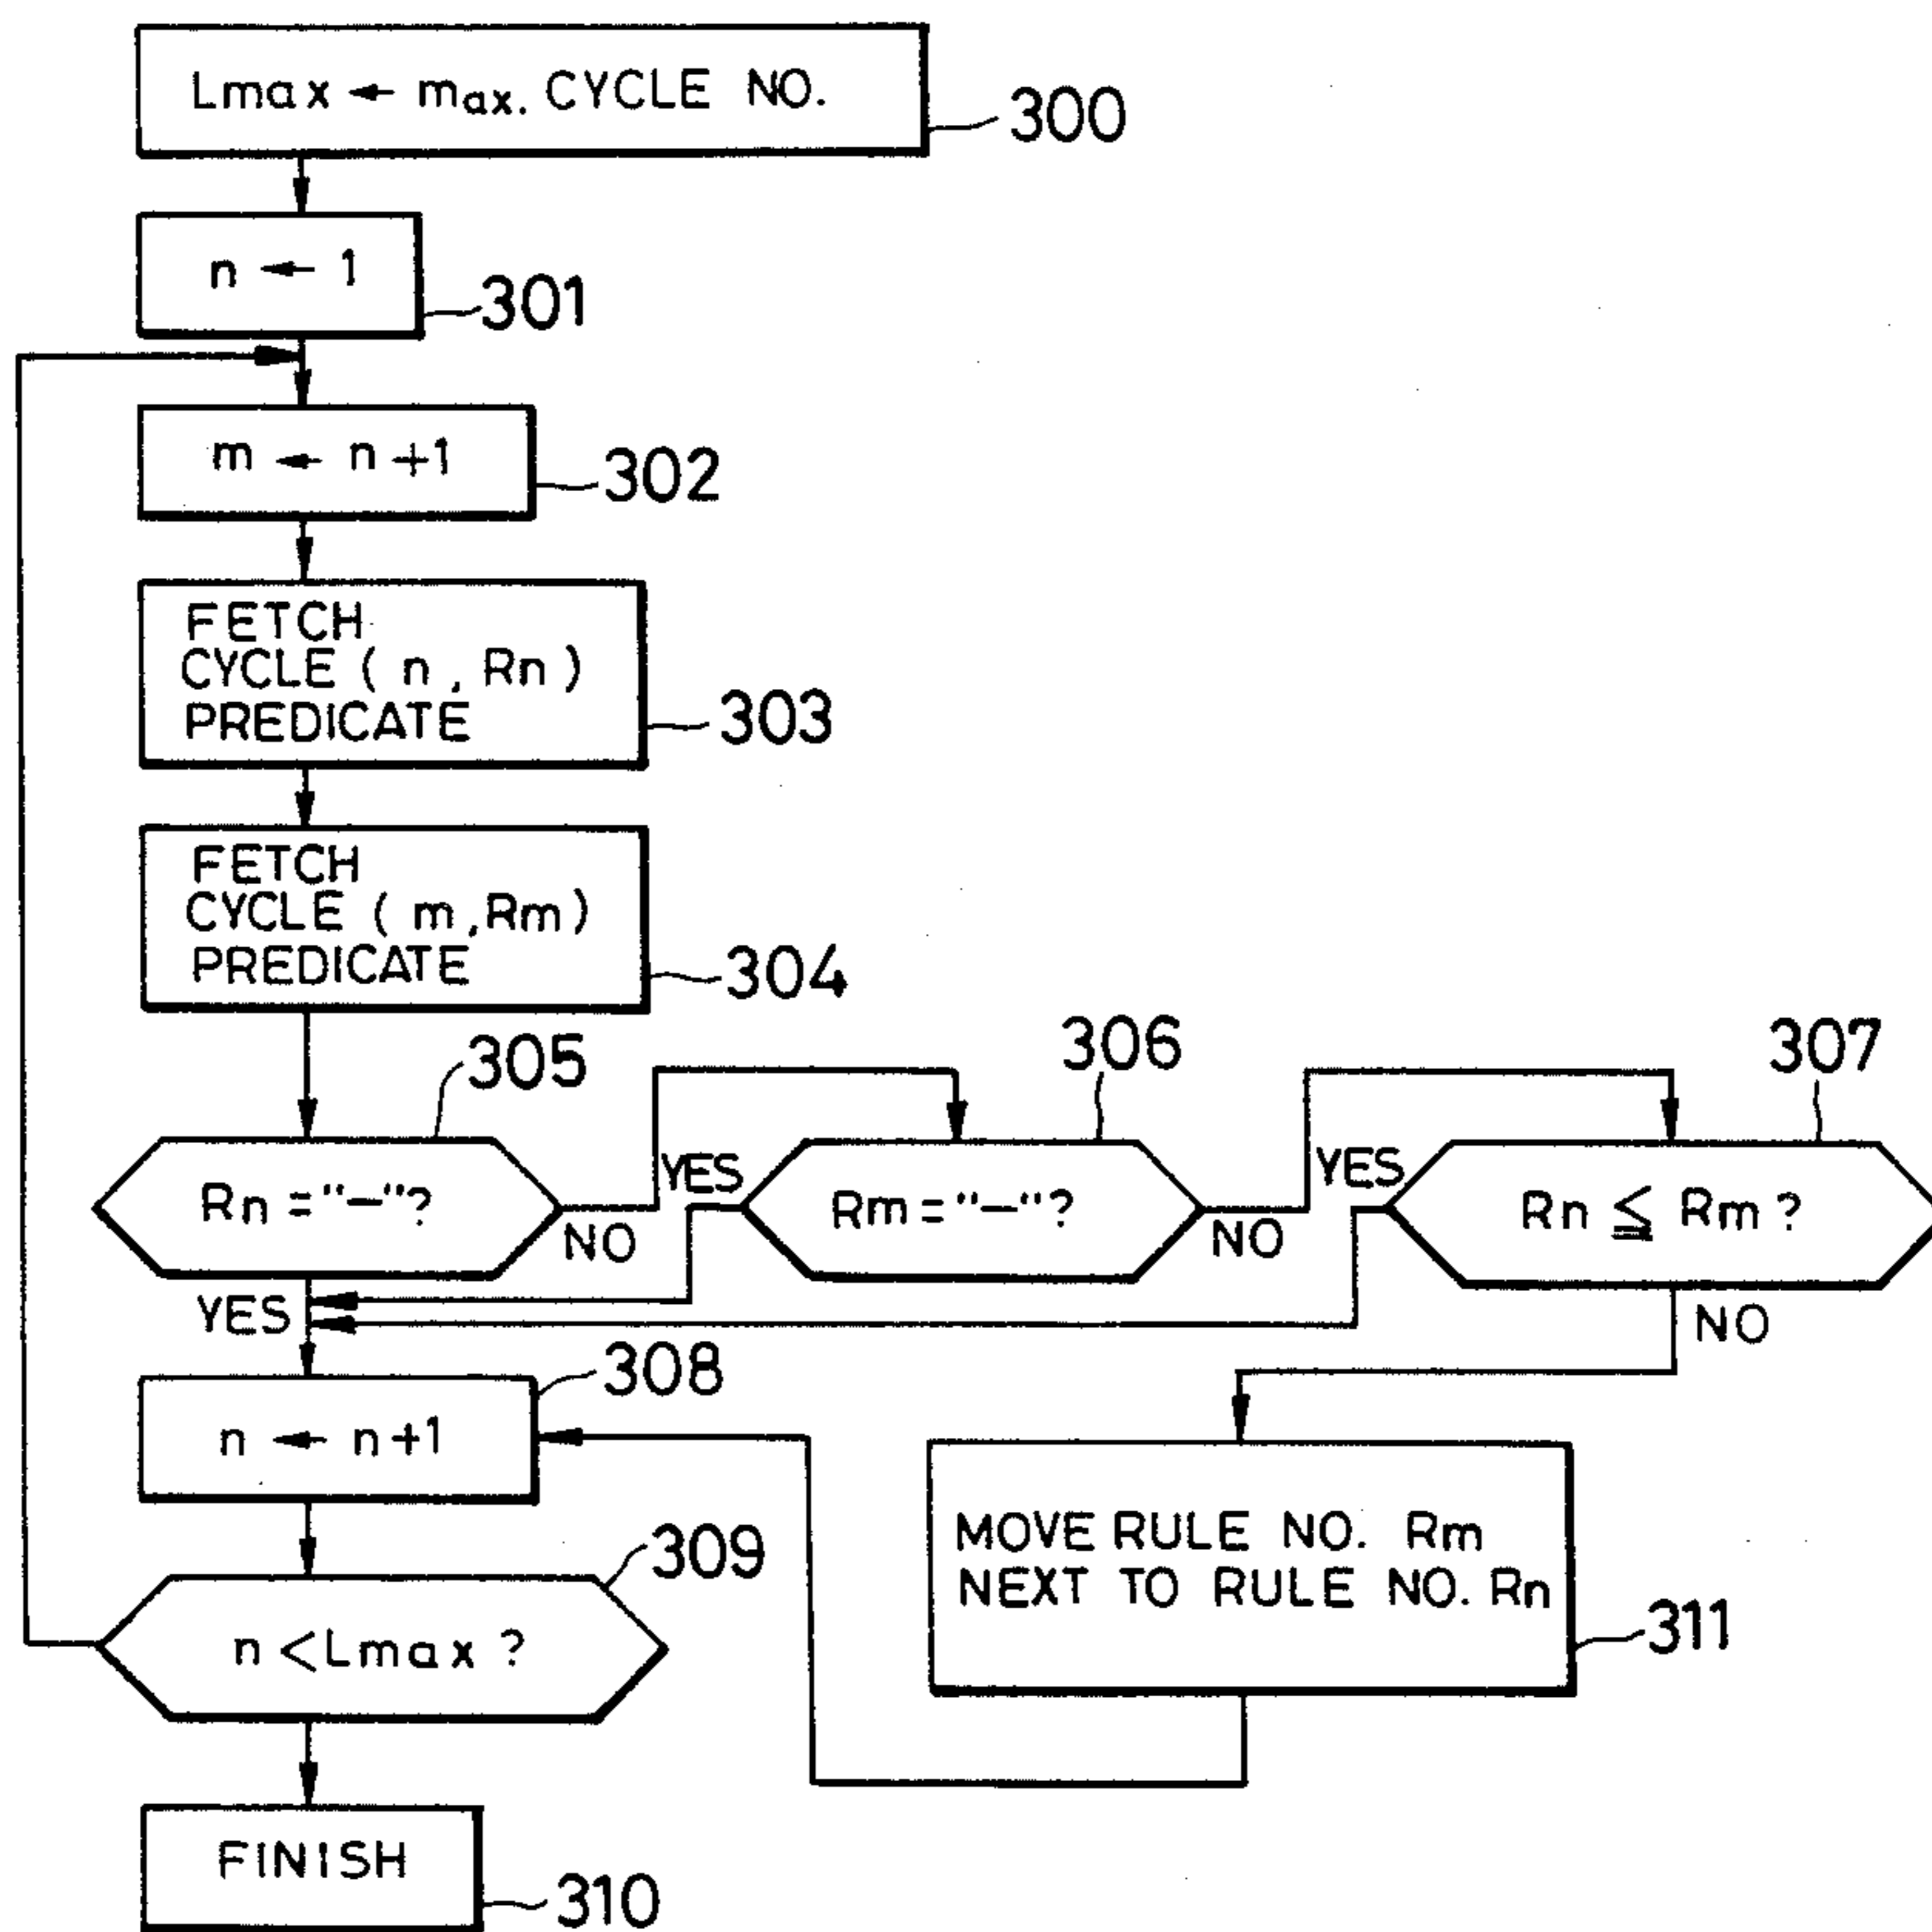 Lmax ← max. CYCLE NO.
300
n ← 1
301
m ← n+1
302
FETCH
CYCLE ( n , Rn )
PREDICATE
303
FETCH
CYCLE ( m , Rm )
PREDICATE
304
305
306
307
Rn = "—"?
NO
YES
Rm = "—"?
NO
YES
Rn ≦ Rm ?
YES
NO
308
n ← n+1
309
n < Lmax ?
MOVE RULE NO. Rm
NEXT TO RULE NO. Rn
311
FINISH
310